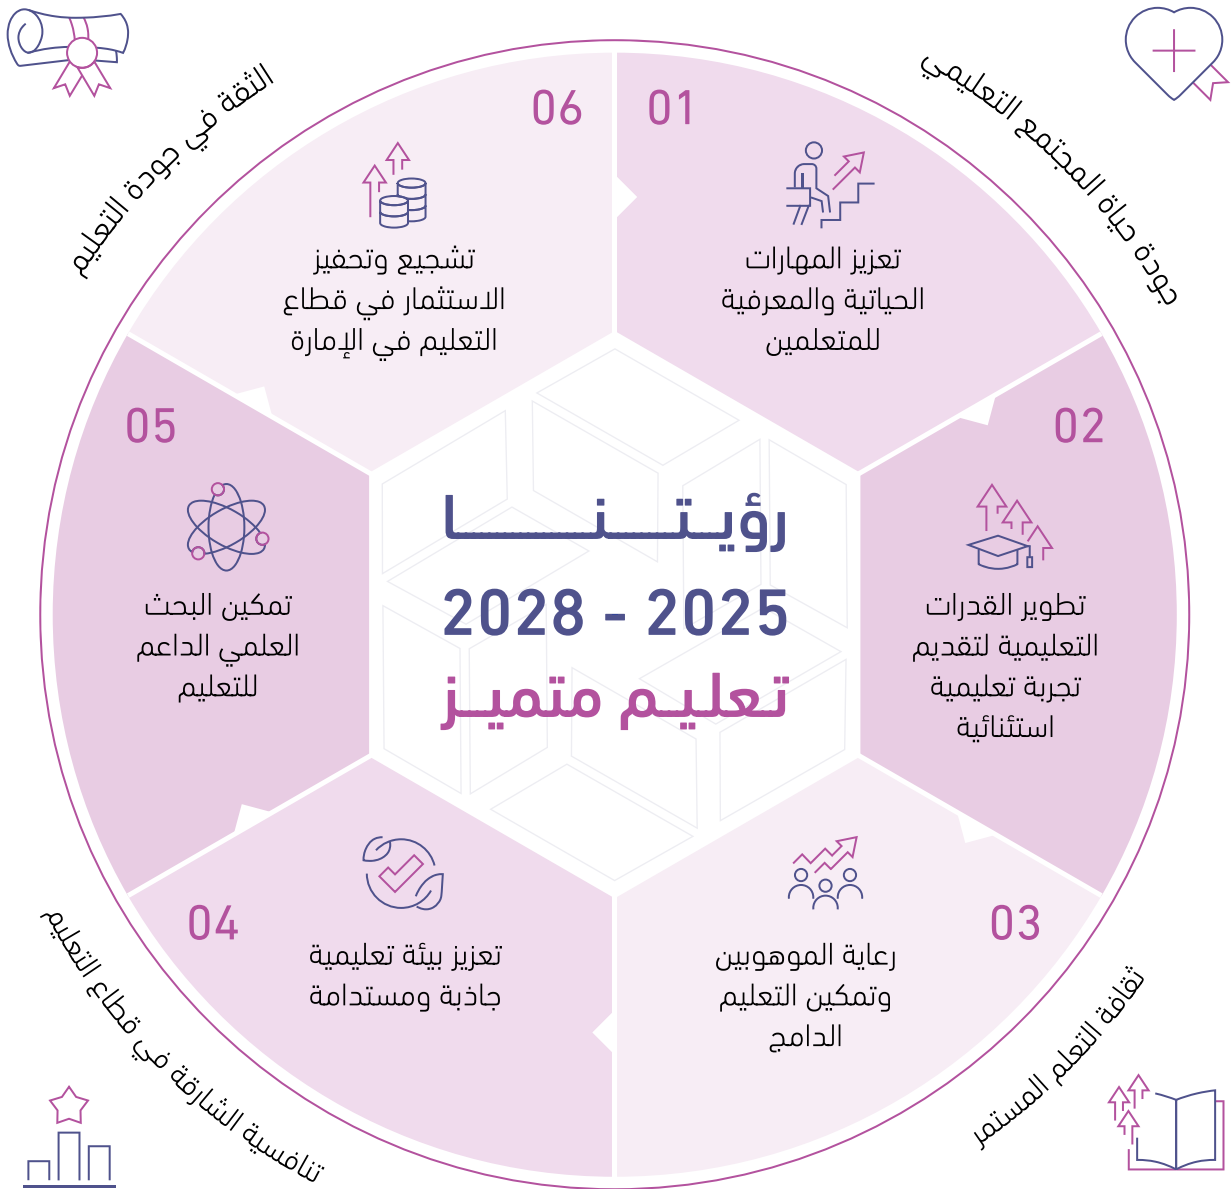 رؤيتنا
2025 - 2028
تعليم متميز
01
تعزيز المهارات
الحياتية والمعرفية
للمتعلمين
02
تطوير القدرات
التعليمية لتقديم
تجربة تعليمية
استثنائية
03
رعاية الموهوبين
وتمكين التعليم
الدامج
04
تعزيز بيئة تعليمية
جاذبة ومستدامة
05
تمكين البحث
العلمي الداعم
للتعليم
06
تشجيع وتحفيز
الاستثمار في قطاع
التعليم في الإمارة
جودة حياة المجتمع التعليمي
ثقافة التعلم المستمر
تنافسية الشارقة في قطاع التعليم
الثقة في جودة التعليم